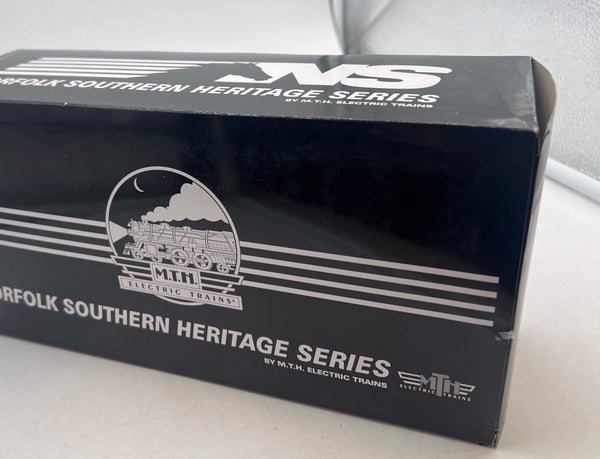 NS
ORFOLK SOUTHERN HERITAGE SERIES
BY M.T.H. ELECTRIC TRAINS
M.T.H.
ELECTRIC TRAINS®
ORFOLK SOUTHERN HERITAGE SERIES
BY M.T.H. ELECTRIC TRAINS
MTH
ELECTRIC TRAINS